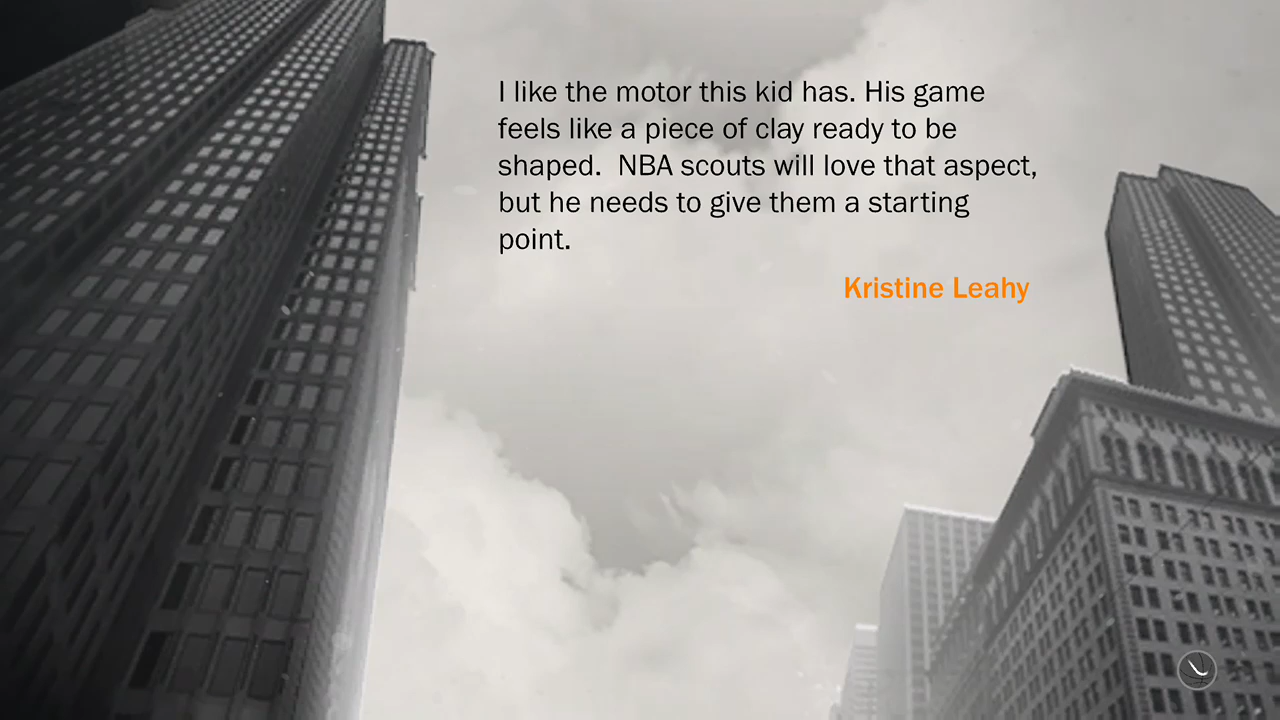 I like the motor this kid has. His game
feels like a piece of clay ready to be
shaped.  NBA scouts will love that aspect,
but he needs to give them a starting
point.
Kristine Leahy